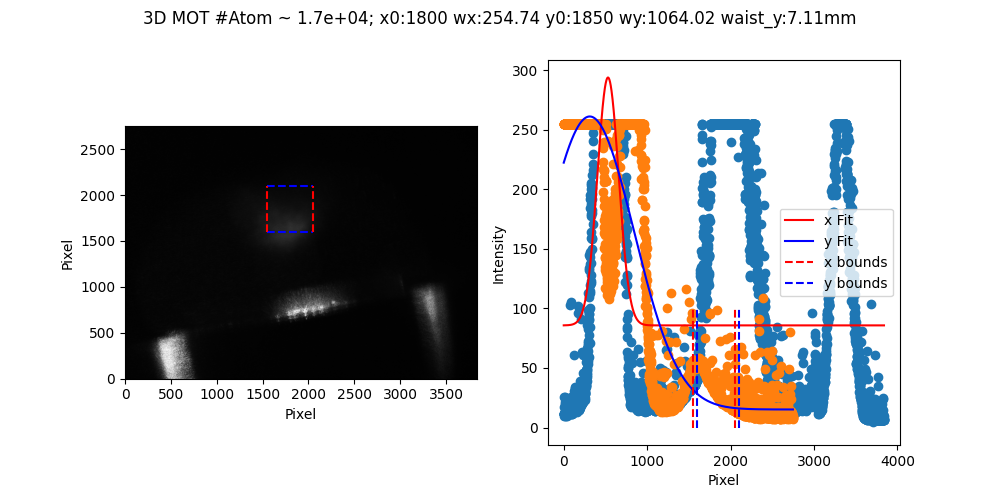 3D MOT #Atom ~ 1.7e+04; x0:1800 wx:254.74 y0:1850 wy:1064.02 waist_y:7.11mm
2500
2000
1500
1000
500
0
0 500 1000 1500 2000 2500 3000 3500
Pixel
Pixel
300
250
200
150
100
50
0
0 1000 2000 3000 4000
Intensity
Pixel
x Fit
y Fit
x bounds
y bounds